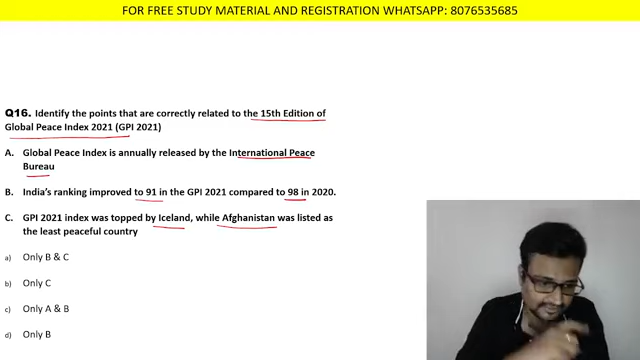 FOR FREE STUDY MATERIAL AND REGISTRATION WHATSAPP: 8076535685
Q16. Identify the points that are correctly related to the 15th Edition of
Global Peace Index 2021 (GPI 2021)
A. Global Peace Index is annually released by the International Peace
Bureau
B. India's ranking improved to 91 in the GPI 2021 compared to 98 in 2020.
C. GPI 2021 index was topped by Iceland, while Afghanistan was listed as
the least peaceful country
a) Only B & C
b) Only C
c) Only A & B
d) Only B